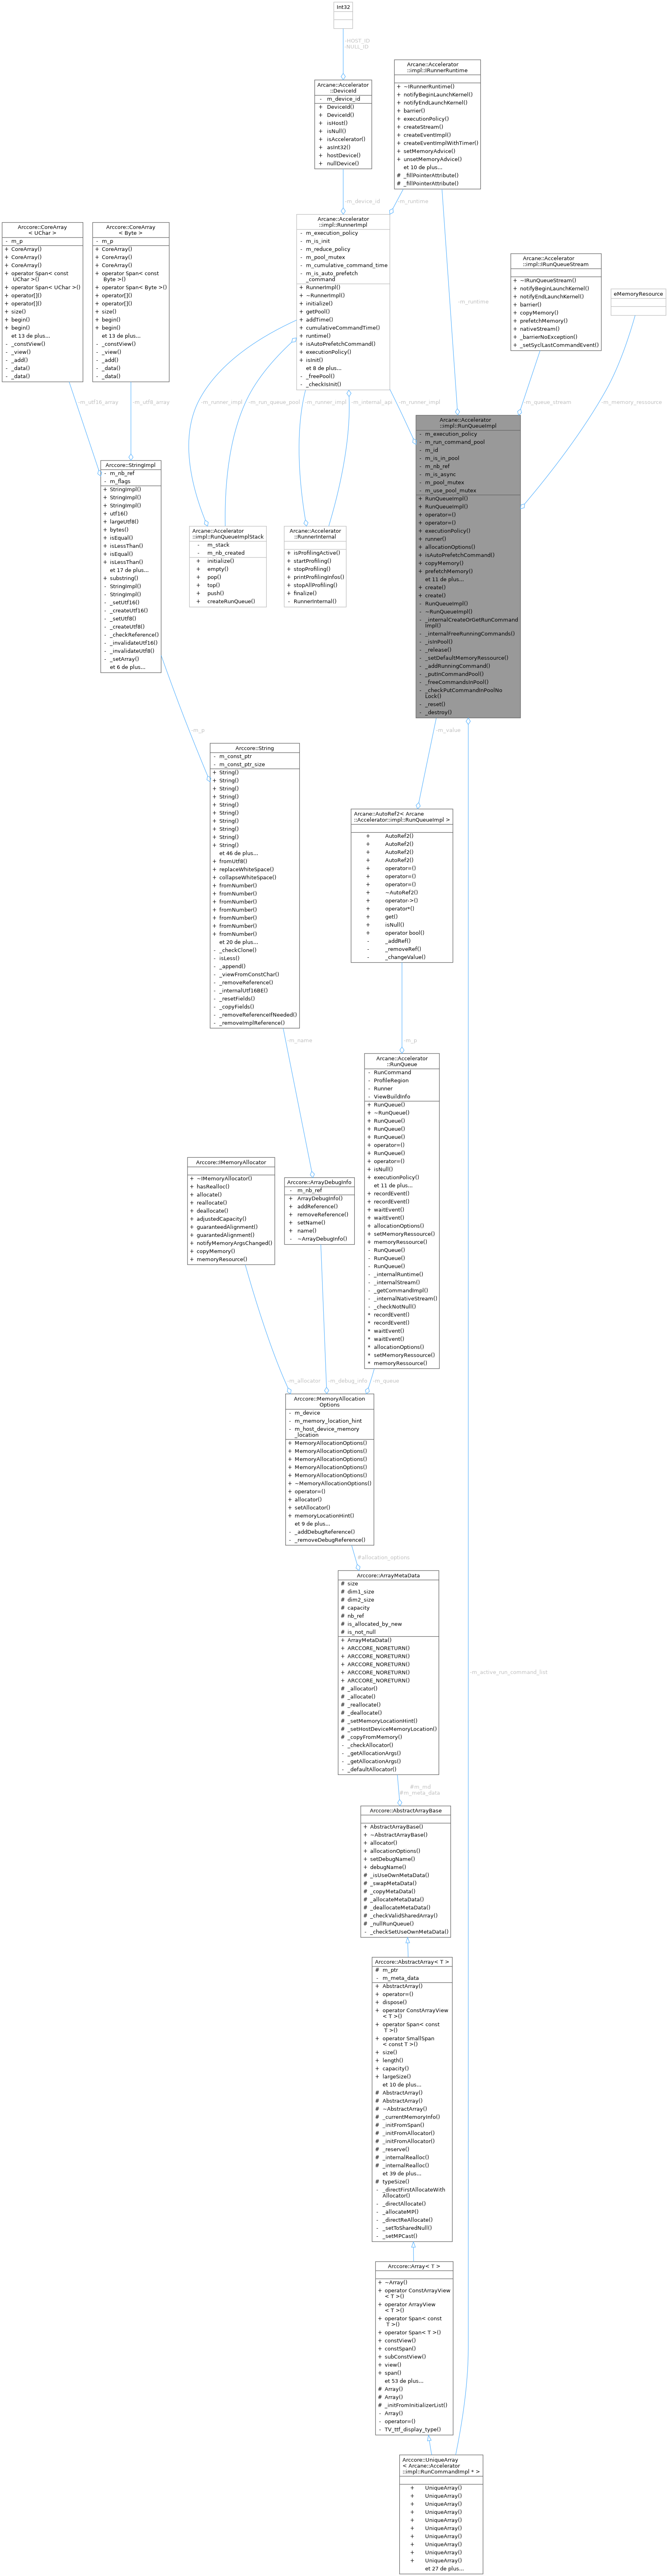 Int32
-HOST_ID
-NULL_ID
Arcane::Accelerator
::DeviceId
- m_device_id
+ DeviceId()
+ DeviceId()
+ isHost()
+ isNull()
+ isAccelerator()
+ asInt32()
+ hostDevice()
+ nullDevice()
Arcane::Accelerator
::impl::IRunnerRuntime
+ ~IRunnerRuntime()
+ notifyBeginLaunchKernel()
+ notifyEndLaunchKernel()
+ barrier()
+ executionPolicy()
+ createStream()
+ createEventImpl()
+ createEventImplWithTimer()
+ setMemoryAdvice()
+ unsetMemoryAdvice()
et 10 de plus...
# _fillPointerAttribute()
# _fillPointerAttribute()
-m_device_id
-m_runtime
Arccore::CoreArray
< UChar >
- m_p
+ CoreArray()
+ CoreArray()
+ CoreArray()
+ operator Span< const
UChar >()
+ operator Span< UChar >()
+ operator[]()
+ operator[]()
+ size()
+ begin()
+ begin()
et 13 de plus...
- _constView()
- _view()
- _add()
- _data()
- _data()
Arccore::CoreArray
< Byte >
- m_p
+ CoreArray()
+ CoreArray()
+ CoreArray()
+ operator Span< const
Byte >()
+ operator Span< Byte >()
+ operator[]()
+ operator[]()
+ size()
+ begin()
+ begin()
et 13 de plus...
- _constView()
- _view()
- _add()
- _data()
- _data()
Arcane::Accelerator
::impl::RunnerImpl
- m_execution_policy
- m_is_init
- m_reduce_policy
- m_pool_mutex
- m_cumulative_command_time
- m_is_auto_prefetch
_command
+ RunnerImpl()
+ ~RunnerImpl()
+ initialize()
+ getPool()
+ addTime()
+ cumulativeCommandTime()
+ runtime()
+ isAutoPrefetchCommand()
+ executionPolicy()
+ isInit()
et 8 de plus...
- _freePool()
- _checkIsInit()
-m_runtime
Arcane::Accelerator
::impl::IRunQueueStream
+ ~IRunQueueStream()
+ notifyBeginLaunchKernel()
+ notifyEndLaunchKernel()
+ barrier()
+ copyMemory()
+ prefetchMemory()
+ nativeStream()
+ _barrierNoException()
+ _setSyclLastCommandEvent()
eMemoryResource
-m_utf16_array
-m_utf8_array
-m_runner_impl
-m_run_queue_pool
-m_runner_impl
-m_internal_api
-m_runner_impl
-m_queue_stream
-m_memory_ressource
Arccore::StringImpl
- m_nb_ref
- m_flags
+ StringImpl()
+ StringImpl()
+ StringImpl()
+ utf16()
+ largeUtf8()
+ bytes()
+ isEqual()
+ isLessThan()
+ isEqual()
+ isLessThan()
et 17 de plus...
+ substring()
- StringImpl()
- StringImpl()
- _setUtf16()
- _createUtf16()
- _setUtf8()
- _createUtf8()
- _checkReference()
- _invalidateUtf16()
- _invalidateUtf8()
- _setArray()
et 6 de plus...
Arcane::Accelerator
::impl::RunQueueImplStack
- m_stack
- m_nb_created
+ initialize()
+ empty()
+ pop()
+ top()
+ push()
+ createRunQueue()
Arcane::Accelerator
::RunnerInternal
+ isProfilingActive()
+ startProfiling()
+ stopProfiling()
+ printProfilingInfos()
+ stopAllProfiling()
+ finalize()
- RunnerInternal()
Arcane::Accelerator
::impl::RunQueueImpl
- m_execution_policy
- m_run_command_pool
- m_id
- m_is_in_pool
- m_nb_ref
- m_is_async
- m_pool_mutex
- m_use_pool_mutex
+ RunQueueImpl()
+ RunQueueImpl()
+ operator=()
+ operator=()
+ executionPolicy()
+ runner()
+ allocationOptions()
+ isAutoPrefetchCommand()
+ copyMemory()
+ prefetchMemory()
et 11 de plus...
+ create()
+ create()
- RunQueueImpl()
- ~RunQueueImpl()
- _internalCreateOrGetRunCommand
Impl()
- _internalFreeRunningCommands()
- _isInPool()
- _release()
- _setDefaultMemoryRessource()
- _addRunningCommand()
- _putInCommandPool()
- _freeCommandsInPool()
- _checkPutCommandInPoolNo
Lock()
- _reset()
- _destroy()
-m_p
-m_value
Arccore::String
- m_const_ptr
- m_const_ptr_size
+ String()
+ String()
+ String()
+ String()
+ String()
+ String()
+ String()
+ String()
+ String()
+ String()
et 46 de plus...
+ fromUtf8()
+ replaceWhiteSpace()
+ collapseWhiteSpace()
+ fromNumber()
+ fromNumber()
+ fromNumber()
+ fromNumber()
+ fromNumber()
+ fromNumber()
+ fromNumber()
et 20 de plus...
- _checkClone()
- isLess()
- _append()
- _viewFromConstChar()
- _removeReference()
- _internalUtf16BE()
- _resetFields()
- _copyFields()
- _removeReferenceIfNeeded()
- _removeImplReference()
Arcane::AutoRef2< Arcane
::Accelerator::impl::RunQueueImpl >
+ AutoRef2()
+ AutoRef2()
+ AutoRef2()
+ AutoRef2()
+ operator=()
+ operator=()
+ operator=()
+ ~AutoRef2()
+ operator->()
+ operator*()
+ get()
+ isNull()
+ operator bool()
- _addRef()
- _removeRef()
- _changeValue()
-m_name
-m_p
Arcane::Accelerator
::RunQueue
- RunCommand
- ProfileRegion
- Runner
- ViewBuildInfo
+ RunQueue()
+ ~RunQueue()
+ RunQueue()
+ RunQueue()
+ RunQueue()
+ operator=()
+ RunQueue()
+ operator=()
+ isNull()
+ executionPolicy()
et 11 de plus...
+ recordEvent()
+ recordEvent()
+ waitEvent()
+ waitEvent()
+ allocationOptions()
+ setMemoryRessource()
+ memoryRessource()
- RunQueue()
- RunQueue()
- RunQueue()
- _internalRuntime()
- _internalStream()
- _getCommandImpl()
- _internalNativeStream()
- _checkNotNull()
* recordEvent()
* recordEvent()
* waitEvent()
* waitEvent()
* allocationOptions()
* setMemoryRessource()
* memoryRessource()
Arccore::IMemoryAllocator
+ ~IMemoryAllocator()
+ hasRealloc()
+ allocate()
+ reallocate()
+ deallocate()
+ adjustedCapacity()
+ guaranteedAlignment()
+ guarantedAlignment()
+ notifyMemoryArgsChanged()
+ copyMemory()
+ memoryResource()
Arccore::ArrayDebugInfo
- m_nb_ref
+ ArrayDebugInfo()
+ addReference()
+ removeReference()
+ setName()
+ name()
- ~ArrayDebugInfo()
-m_allocator
-m_debug_info
-m_queue
Arccore::MemoryAllocation
Options
- m_device
- m_memory_location_hint
- m_host_device_memory
_location
+ MemoryAllocationOptions()
+ MemoryAllocationOptions()
+ MemoryAllocationOptions()
+ MemoryAllocationOptions()
+ MemoryAllocationOptions()
+ ~MemoryAllocationOptions()
+ operator=()
+ allocator()
+ setAllocator()
+ memoryLocationHint()
et 9 de plus...
- _addDebugReference()
- _removeDebugReference()
#allocation_options
Arccore::ArrayMetaData
# size
# dim1_size
# dim2_size
# capacity
# nb_ref
# is_allocated_by_new
# is_not_null
+ ArrayMetaData()
+ ARCCORE_NORETURN()
+ ARCCORE_NORETURN()
+ ARCCORE_NORETURN()
+ ARCCORE_NORETURN()
# _allocator()
# _allocate()
# _reallocate()
# _deallocate()
# _setMemoryLocationHint()
# _setHostDeviceMemoryLocation()
# _copyFromMemory()
- _checkAllocator()
- _getAllocationArgs()
- _getAllocationArgs()
- _defaultAllocator()
-m_active_run_command_list
#m_md
#m_meta_data
Arccore::AbstractArrayBase
+ AbstractArrayBase()
+ ~AbstractArrayBase()
+ allocator()
+ allocationOptions()
+ setDebugName()
+ debugName()
# _isUseOwnMetaData()
# _swapMetaData()
# _copyMetaData()
# _allocateMetaData()
# _deallocateMetaData()
# _checkValidSharedArray()
# _nullRunQueue()
- _checkSetUseOwnMetaData()
Arccore::AbstractArray< T >
# m_ptr
- m_meta_data
+ AbstractArray()
+ operator=()
+ dispose()
+ operator ConstArrayView
< T >()
+ operator Span< const
T >()
+ operator SmallSpan
< const T >()
+ size()
+ length()
+ capacity()
+ largeSize()
et 10 de plus...
# AbstractArray()
# AbstractArray()
# ~AbstractArray()
# _currentMemoryInfo()
# _initFromSpan()
# _initFromAllocator()
# _initFromAllocator()
# _reserve()
# _internalRealloc()
# _internalRealloc()
et 39 de plus...
# typeSize()
- _directFirstAllocateWith
Allocator()
- _directAllocate()
- _allocateMP()
- _directReAllocate()
- _setToSharedNull()
- _setMPCast()
Arccore::Array< T >
+ ~Array()
+ operator ConstArrayView
< T >()
+ operator ArrayView
< T >()
+ operator Span< const
T >()
+ operator Span< T >()
+ constView()
+ constSpan()
+ subConstView()
+ view()
+ span()
et 53 de plus...
# Array()
# Array()
# _initFromInitializerList()
- Array()
- operator=()
- TV_ttf_display_type()
Arccore::UniqueArray
< Arcane::Accelerator
::impl::RunCommandImpl * >
+ UniqueArray()
+ UniqueArray()
+ UniqueArray()
+ UniqueArray()
+ UniqueArray()
+ UniqueArray()
+ UniqueArray()
+ UniqueArray()
+ UniqueArray()
+ UniqueArray()
et 27 de plus...